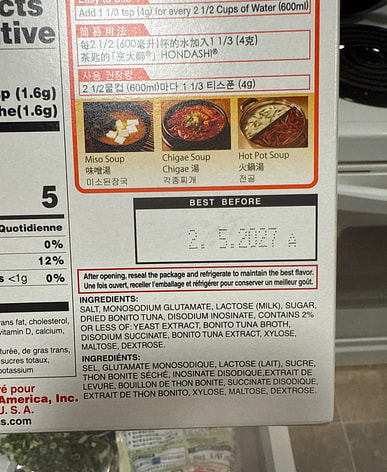 cts
tive
Add 1 1/3 tsp (4g) for every 2 1/2 Cups of Water (600ml)
簡易用法：
每2 1/2 (600毫升)杯的水加入1 1/3 (4克)
茶匙的「烹大師®」HONDASHI®
사용 권장량:
2 1/2물컵 (600ml)마다 1 1/3 티스푼 (4g)
sp (1.6g)
the(1.6g)
Miso Soup
味噌湯
미소된장국
Chigae Soup
Chigae 湯
각종찌개
Hot Pot Soup
火鍋湯
전골
5
Quotidienne
0%
12%
s <1g 0%
BEST BEFORE
2. 5.2027 A
After opening, reseal the package and refrigerate to maintain the best flavor.
Une fois ouvert, receller l'emballage et réfrigérer pour conserver un meilleur goût.
INGREDIENTS:
SALT, MONOSODIUM GLUTAMATE, LACTOSE (MILK), SUGAR,
DRIED BONITO TUNA, DISODIUM INOSINATE, CONTAINS 2%
OR LESS OF: YEAST EXTRACT, BONITO TUNA BROTH,
DISODIUM SUCCINATE, BONITO TUNA EXTRACT, XYLOSE,
MALTOSE, DEXTROSE.
INGREDIÉNTS:
SEL, GLUTAMATE MONOSODIQUE, LACTOSE (LAIT), SUCRE,
THON BONITE SÉCHÉ, INOSINATE DISODIQUE,EXTRAIT DE
LEVURE, BOUILLON DE THON BONITE, SUCCINATE DISODIQUE,
EXTRAIT DE THON BONITO, XYLOSE, MALTOSE, DEXTROSE.
rans fat, cholesterol,
vitamin D, calcium,
turée, de gras trans,
sucres totaux,
potassium
ré pour
America, Inc.
U. S. A.
s.com